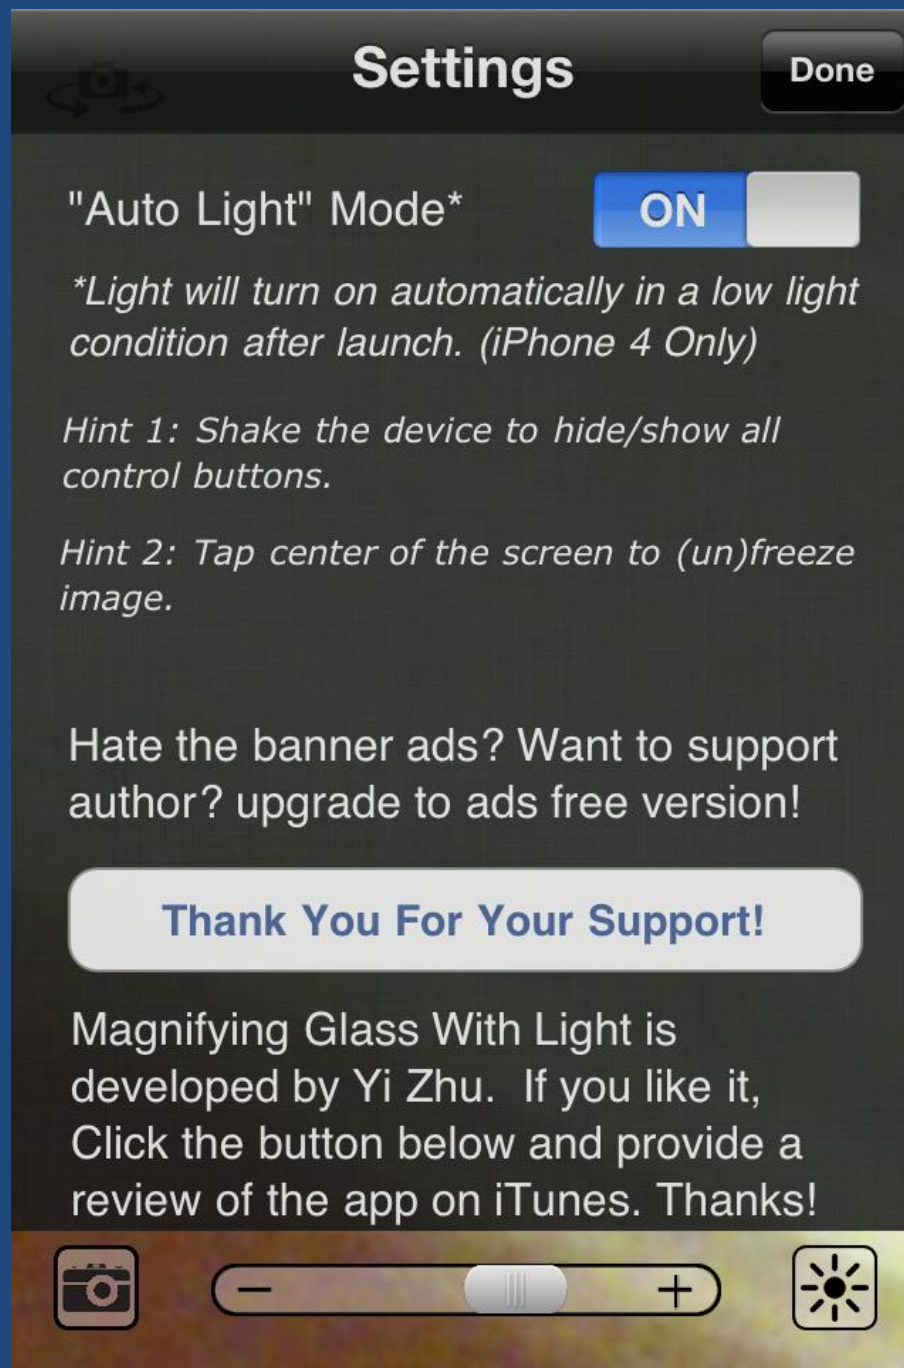 Settings
Done
"Auto Light" Mode*
ON
*Light will turn on automatically in a low light
condition after launch. (iPhone 4 Only)
Hint 1: Shake the device to hide/show all
control buttons.
Hint 2: Tap center of the screen to (un)freeze
image.
Hate the banner ads? Want to support
author? upgrade to ads free version!
Thank You For Your Support!
Magnifying Glass With Light is
developed by Yi Zhu.  If you like it,
Click the button below and provide a
review of the app on iTunes. Thanks!